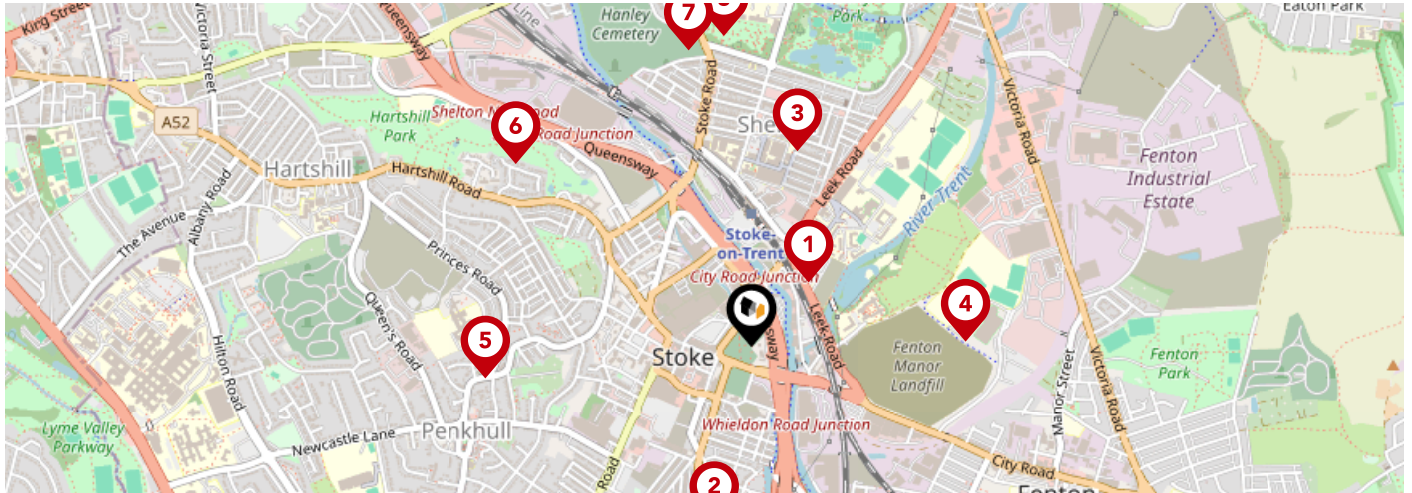 Line
King Street
Victoria Street
Queensway
Hanley
Cemetery
7
Park
Eaton Park
Stoke Road
Victoria Road
A52
Hartshill
Park
6
Road Junction
3
Queensway
Hartshill
Hartshill Road
Leek Road
Fenton
Industrial
Estate
River Trent
The Avenue
Albany Road
Princes Road
Stoke-
on-Trent
1
City Road Junction
Queen's Road
Hilton Road
5
4
Stoke
Leek Road
Fenton
Manor
Landfill
Fenton
Park
Victoria Road
Manor Street
Lyme Valley
Parkway
Newcastle Lane
Penkhull
Whieldon Road Junction
Road
2
City Road
Fenton